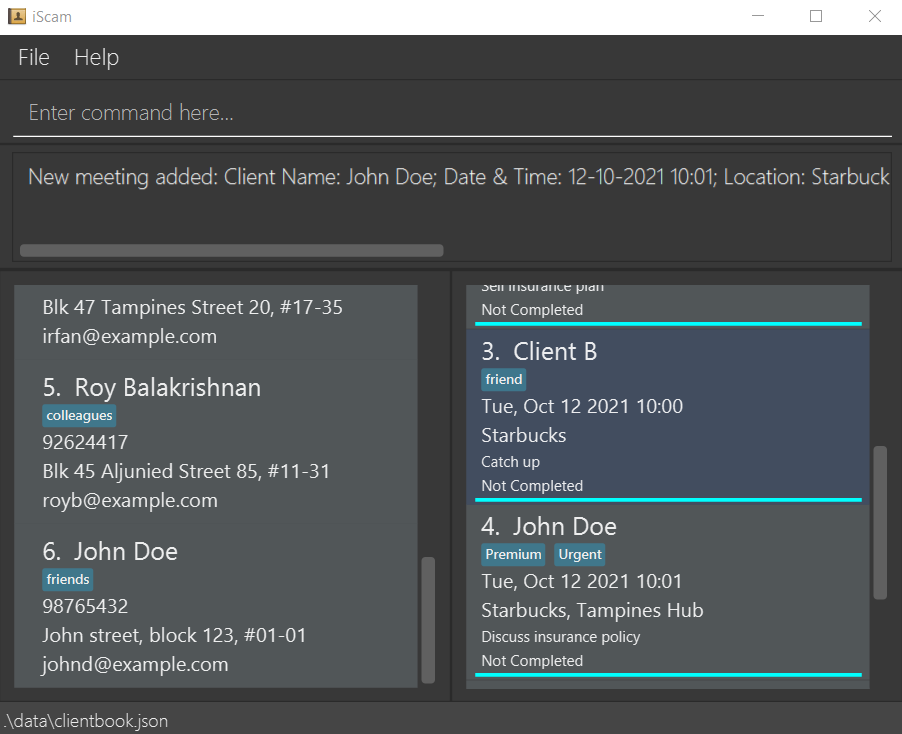 iScam
File Help
Enter command here...
New meeting added: Client Name: John Doe; Date & Time: 12-10-2021 10:01; Location: Starbuck
Blk 47 Tampines Street 20, #17-35
irfan@example.com
5. Roy Balakrishnan
colleagues
92624417
Blk 45 Aljunied Street 85, #11-31
royb@example.com
6. John Doe
friends
98765432
John street, block 123, #01-01
johnd@example.com
Sell insurance plan
Not Completed
3. Client B
friend
Tue, Oct 12 2021 10:00
Starbucks
Catch up
Not Completed
4. John Doe
Premium Urgent
Tue, Oct 12 2021 10:01
Starbucks, Tampines Hub
Discuss insurance policy
Not Completed
.\data\clientbook.json